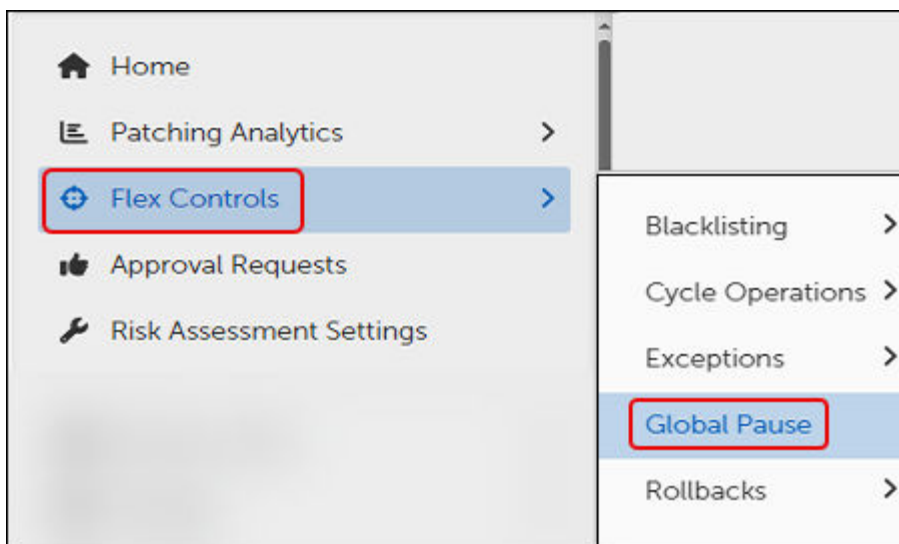 Home
Patching Analytics
Flex Controls
Approval Requests
Risk Assessment Settings
Blacklisting
Cycle Operations
Exceptions
Global Pause
Rollbacks